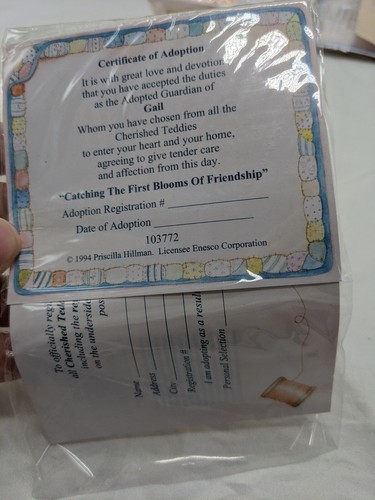 Certificate of Adoption
It is with great love and devotion
that you have accepted the duties
as the Adopted Guardian of
Gail
Whom you have chosen from all the
Cherished Teddies
to enter your heart and your home,
agreeing to give tender care
and affection from this day.
"Catching The First Blooms Of Friendship"
Adoption Registration #
Date of Adoption
103772
© 1994 Priscilla Hillman. Licensee Enesco Corporation
To officially regi
all Cherished Tedd
including the re
on the undersid
pos
Name
Address
City
Registration #
I am adopting as a resul
Personal Selection